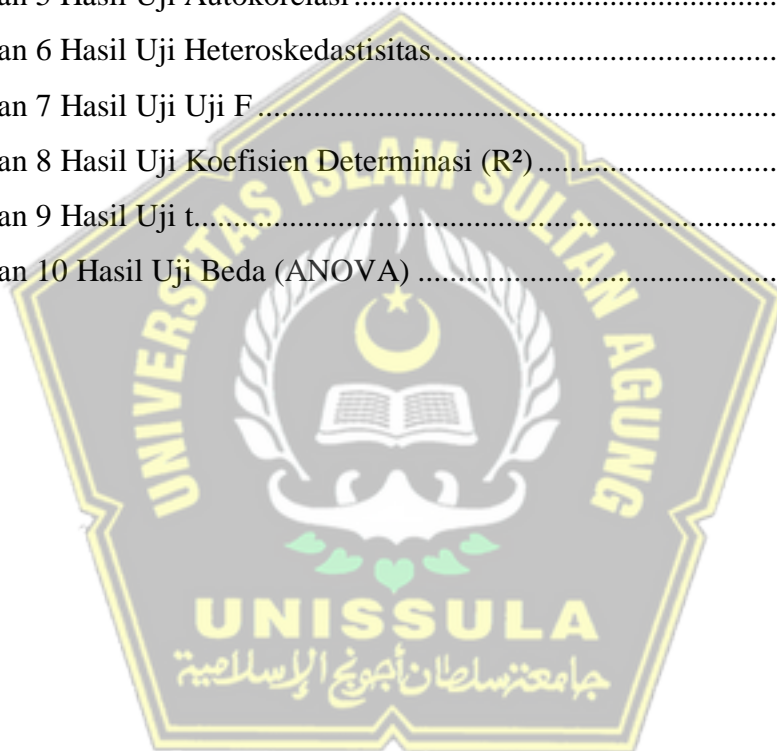 an 5 Hasil Uji Autokorelasi
an 6 Hasil Uji Heteroskedastisitas
an 7 Hasil Uji Uji F
an 8 Hasil Uji Koefisien Determinasi (R²)
an 9 Hasil Uji t
an 10 Hasil Uji Beda (ANOVA)
UNIVERSITAS ISLAM SULTAN AGUNG
UNISSULA
جامعتسلطان أجونج الإسلامية